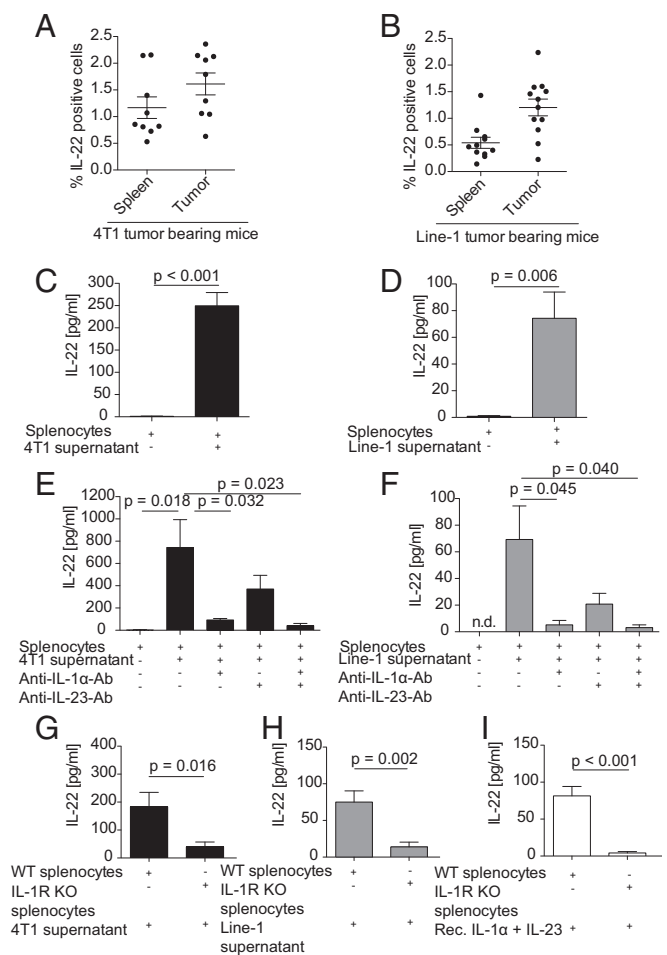 A
B
% IL-22 positive cells
2.5
2.0
1.5
1.0
0.5
0.0
Spleen
Tumor
4T1 tumor bearing mice
% IL-22 positive cells
2.5
2.0
1.5
1.0
0.5
0.0
Spleen
Tumor
Line-1 tumor bearing mice
C
D
IL-22 [pg/ml]
300
250
200
150
100
50
0
p < 0.001
Splenocytes + +
4T1 supernatant - +
IL-22 [pg/ml]
100
80
60
40
20
0
p = 0.006
Splenocytes + +
Line-1 supernatant - +
E
F
IL-22 [pg/ml]
1200
1000
800
600
400
200
0
p = 0.023
p = 0.018
p = 0.032
Splenocytes + + + + +
4T1 supernatant - + + + +
Anti-IL-1α-Ab - - + - +
Anti-IL-23-Ab - - - + +
IL-22 [pg/ml]
100
80
60
40
20
0
p = 0.040
p = 0.045
n.d.
Splenocytes + + + + +
Line-1 supernatant - + + + +
Anti-IL-1α-Ab - - + - +
Anti-IL-23-Ab - - - + +
G
H
I
IL-22 [pg/ml]
400
300
200
100
0
p = 0.016
WT splenocytes + -
IL-1R KO - +
splenocytes
4T1 supernatant + +
IL-22 [pg/ml]
150
100
50
0
p = 0.002
WT splenocytes + -
IL-1R KO - +
splenocytes
Line-1 + +
supernatant
IL-22 [pg/ml]
150
100
50
0
p < 0.001
WT splenocytes + -
IL-1R KO - +
splenocytes
Rec. IL-1α + IL-23 + +